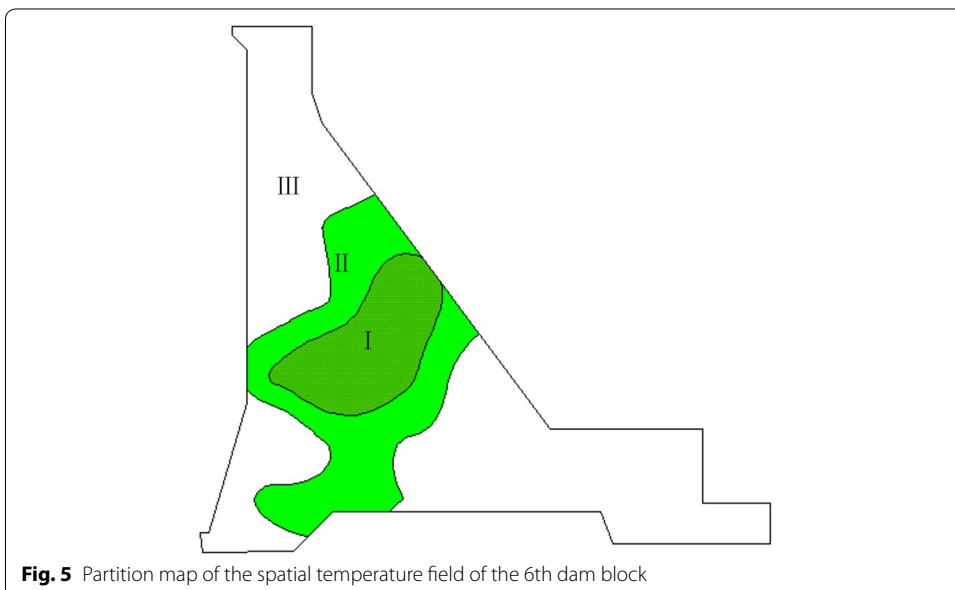 III
II
I
Fig. 5 Partition map of the spatial temperature field of the 6th dam block